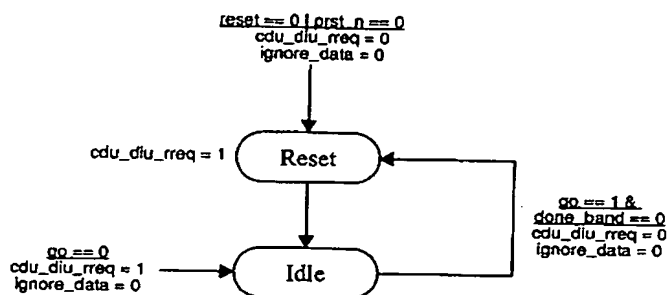 reset == 0 | prst_n == 0
cdu_diu_rreq = 0
ignore_data = 0
cdu_diu_rreq = 1
Reset
go == 1 &
done_band == 0
cdu_diu_rreq = 0
ignore_data = 0
go == 0
cdu_diu_rreq = 1
ignore_data = 0
Idle